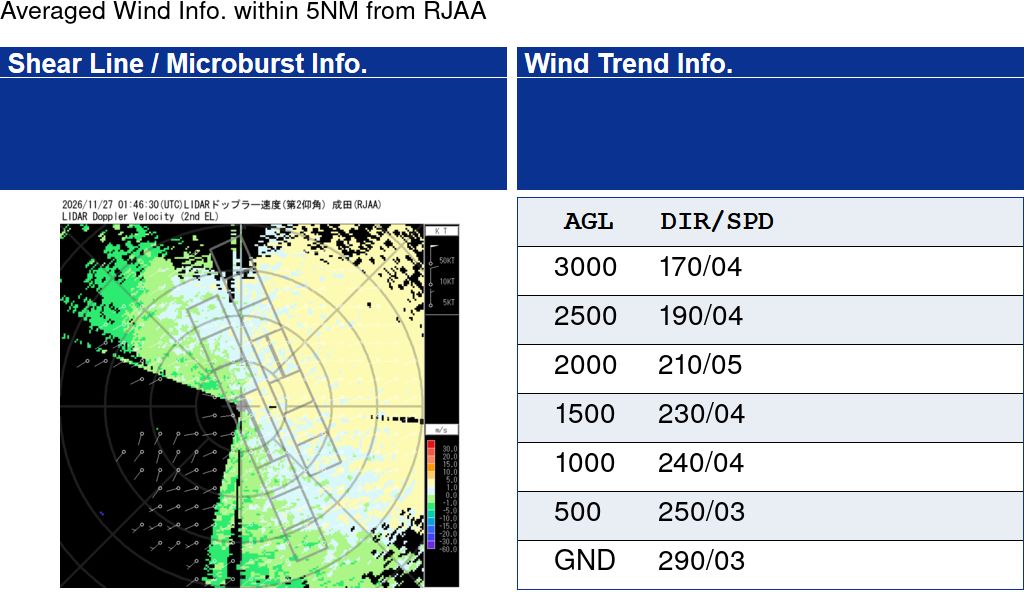 Averaged Wind Info. within 5NM from RJAA
Shear Line / Microburst Info.
Wind Trend Info.
2026/11/27 01:46:30(UTC)LIDARドップラー速度(第2仰角) 成田(RJAA)
LIDAR Doppler Velocity (2nd EL)
KT
50KT
10KT
5KT
m/s
30.0
20.0
15.0
10.0
5.0
1.0
0.0
-1.0
-5.0
-10.0
-15.0
-20.0
-30.0
-60.0
AGL DIR/SPD
3000 170/04
2500 190/04
2000 210/05
1500 230/04
1000 240/04
500 250/03
GND 290/03